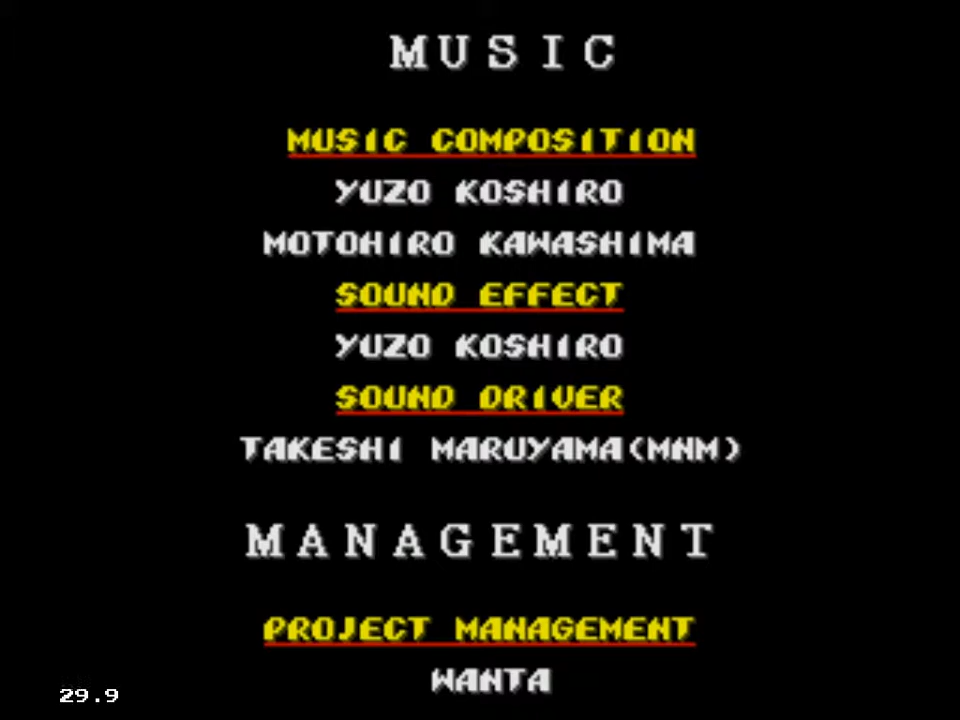 MUSIC
MUSIC COMPOSITION
YUZO KOSHIRO
MOTOHIRO KAWASHIMA
SOUND EFFECT
YUZO KOSHIRO
SOUND DRIVER
TAKESHI MARUYAMA(MNM)
MANAGEMENT
PROJECT MANAGEMENT
WANTA
29.9